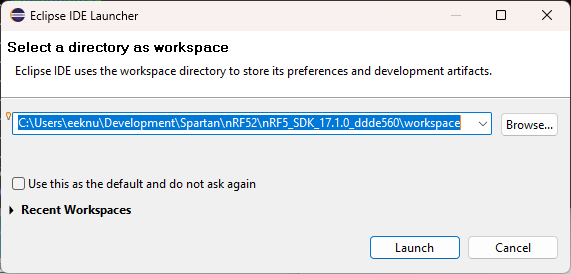 Eclipse IDE Launcher
Select a directory as workspace
Eclipse IDE uses the workspace directory to store its preferences and development artifacts.
C:\Users\eeknu\Development\Spartan\nRF52\nRF5_SDK_17.1.0_ddde560\workspace
Browse...
Use this as the default and do not ask again
Recent Workspaces
Launch
Cancel